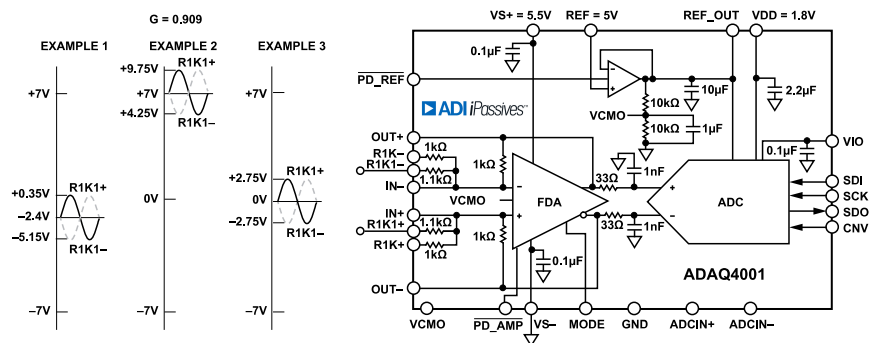 G = 0.909
EXAMPLE 1
+7V
+0.35V
R1K1+
–2.4V
–5.15V
R1K1–
–7V
EXAMPLE 2
+9.75V
R1K1+
+7V
+4.25V
R1K1–
0V
–7V
EXAMPLE 3
+7V
+2.75V
R1K1+
0V
–2.75V
R1K1–
–7V
VS+ = 5.5V
REF = 5V
REF_OUT
VDD = 1.8V
0.1µF
PD_REF
10kΩ
10µF
2.2µF
VCMO
10kΩ
1µF
ADI iPassives™
OUT+
R1K–
1kΩ
R1K1–
1.1kΩ
IN–
1kΩ
VCMO
FDA
33Ω
1nF
ADC
0.1µF
VIO
SDI
SCK
SDO
CNV
IN+
R1K1+
1.1kΩ
R1K+
1kΩ
1kΩ
33Ω
1nF
0.1µF
OUT–
ADAQ4001
VCMO
PD_AMP
VS–
MODE
GND
ADCIN+
ADCIN–